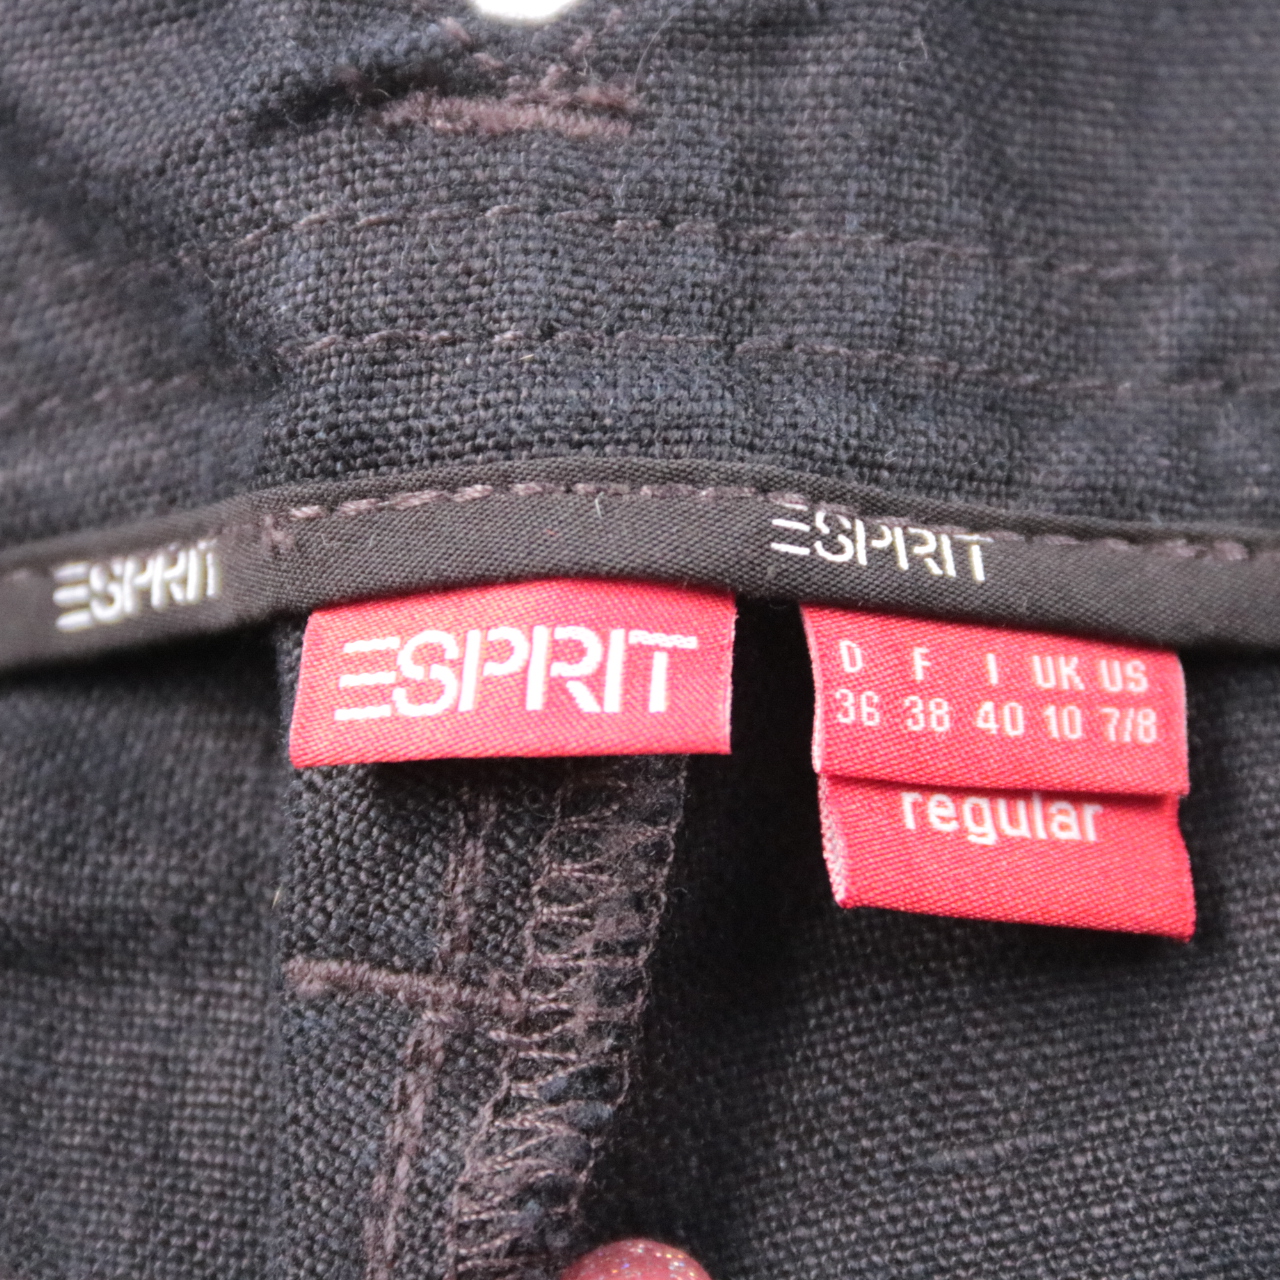 ESPRIT
ESPRIT
ESPRIT
D F I UK US
36 38 40 10 7/8
regular